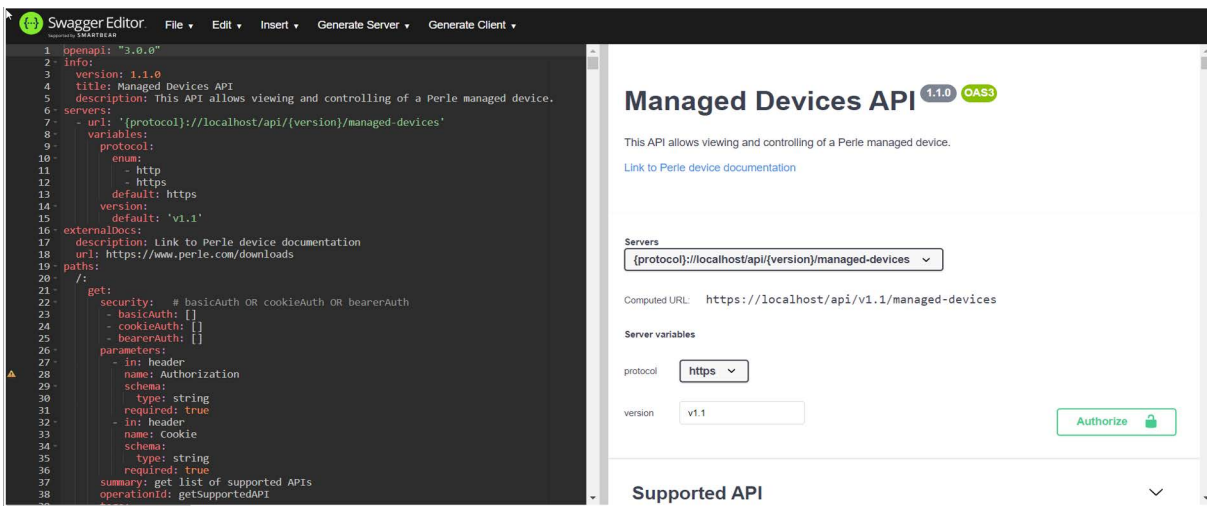 Swagger Editor.
Supported by SMARTBEAR
File
Edit
Insert
Generate Server
Generate Client
1 openapi: "3.0.0"
2 info:
3 version: 1.1.0
4 title: Managed Devices API
5 description: This API allows viewing and controlling of a Perle managed device.
6 servers:
7 - url: '{protocol}://localhost/api/{version}/managed-devices'
8 variables:
9 protocol:
10 enum:
11 - http
12 - https
13 default: https
14 version:
15 default: 'v1.1'
16 externalDocs:
17 description: Link to Perle device documentation
18 url: https://www.perle.com/downloads
19 paths:
20 /:
21 get:
22 security: # basicAuth OR cookieAuth OR bearerAuth
23 - basicAuth: []
24 - cookieAuth: []
25 - bearerAuth: []
26 parameters:
27 - in: header
28 name: Authorization
29 schema:
30 type: string
31 required: true
32 - in: header
33 name: Cookie
34 schema:
35 type: string
36 required: true
37 summary: get list of supported APIs
38 operationId: getSupportedAPI
Managed Devices API 1.1.0 OAS3
This API allows viewing and controlling of a Perle managed device.
Link to Perle device documentation
Servers
{protocol}://localhost/api/{version}/managed-devices
Computed URL: https://localhost/api/v1.1/managed-devices
Server variables
protocol https
version v1.1
Authorize
Supported API